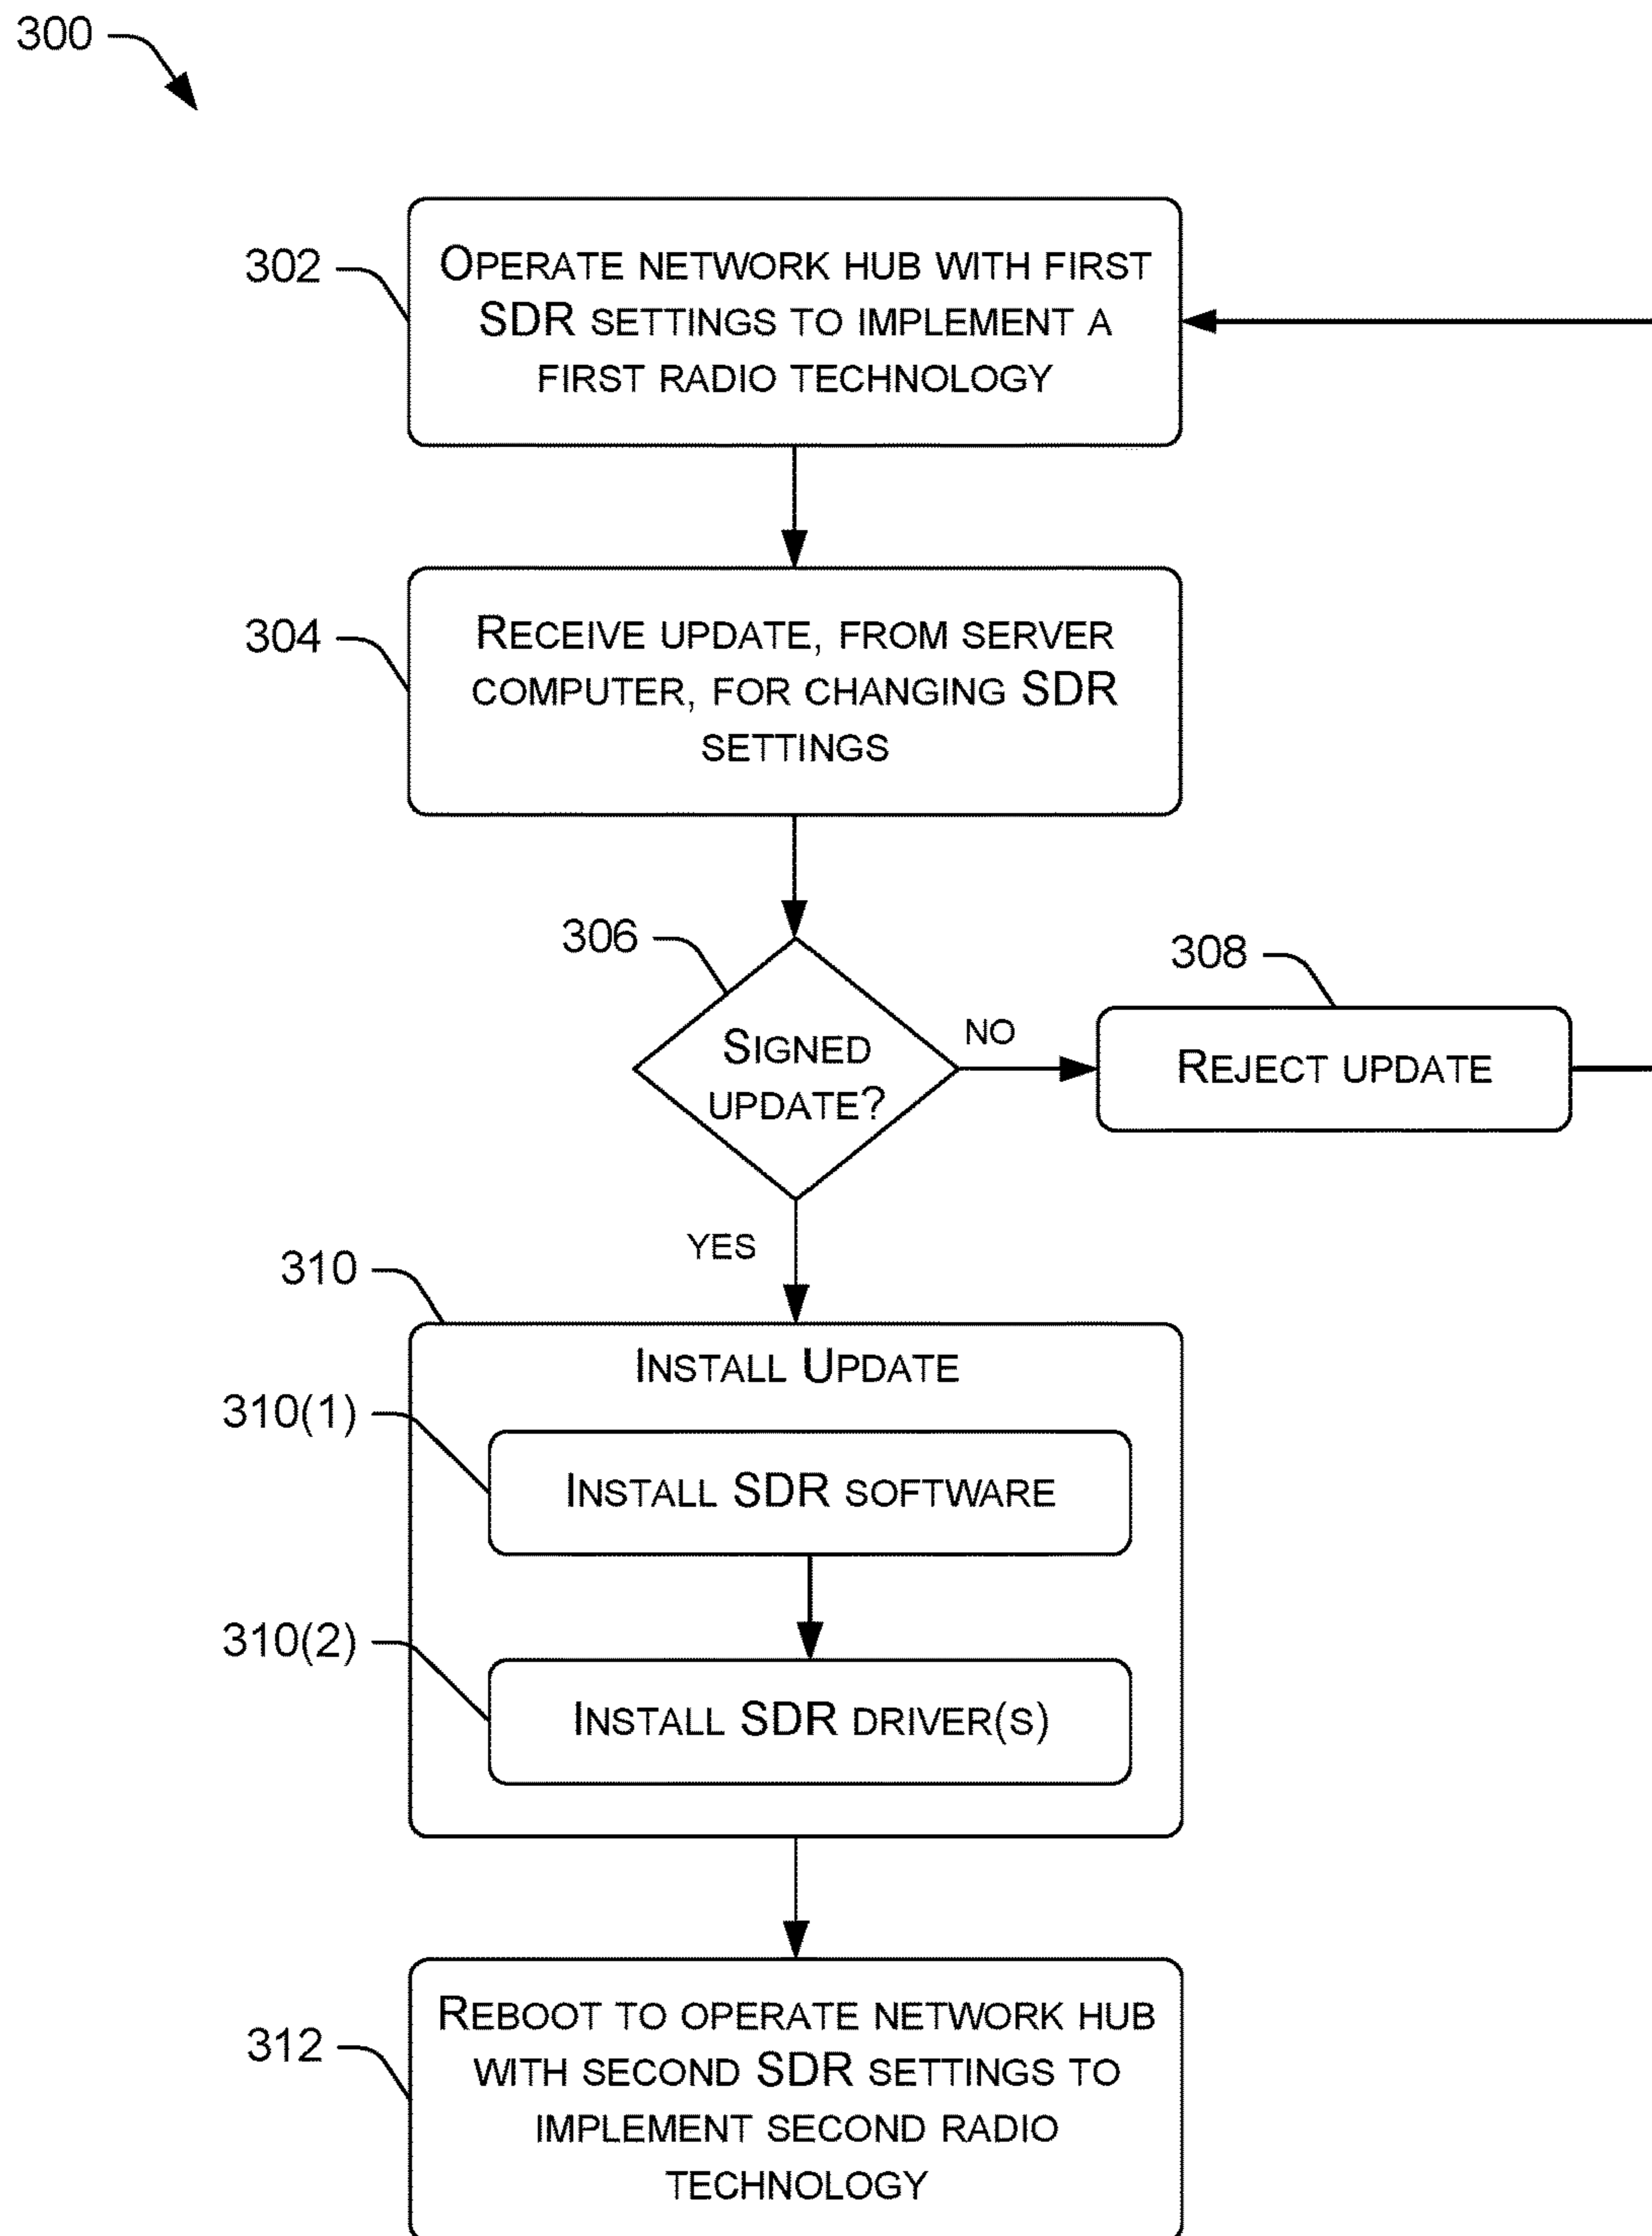 300
302
OPERATE NETWORK HUB WITH FIRST
SDR SETTINGS TO IMPLEMENT A
FIRST RADIO TECHNOLOGY
304
RECEIVE UPDATE, FROM SERVER
COMPUTER, FOR CHANGING SDR
SETTINGS
306
SIGNED
UPDATE?
NO
308
REJECT UPDATE
YES
310
INSTALL UPDATE
310(1)
INSTALL SDR SOFTWARE
310(2)
INSTALL SDR DRIVER(S)
312
REBOOT TO OPERATE NETWORK HUB
WITH SECOND SDR SETTINGS TO
IMPLEMENT SECOND RADIO
TECHNOLOGY